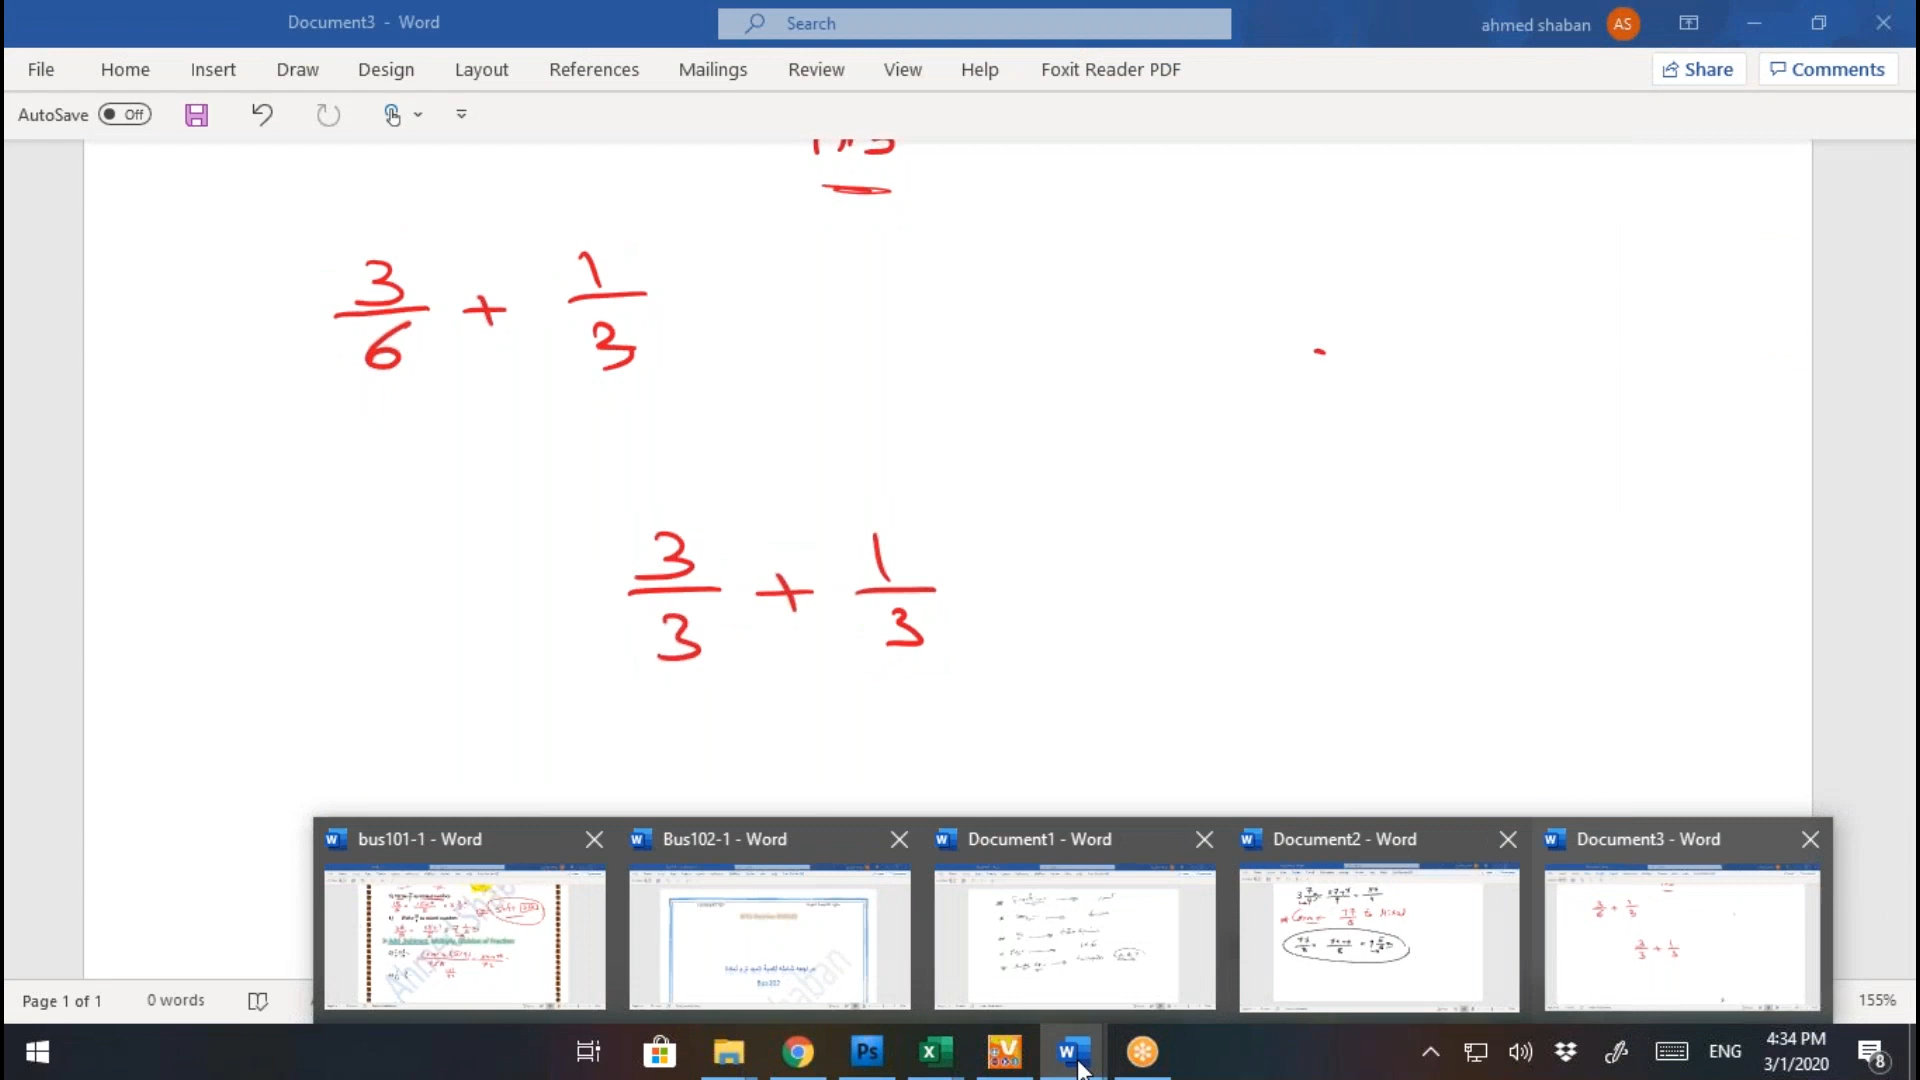 Document3 - Word
Search
ahmed shaban AS
File Home Insert Draw Design Layout References Mailings Review View Help Foxit Reader PDF Share Comments
AutoSave Off
3/6 + 1/3
3/3 + 1/3
bus101-1 - Word Bus102-1 - Word Document1 - Word Document2 - Word Document3 - Word
Page 1 of 1 0 words 155%
Ps ENG 4:34 PM
3/1/2020 8